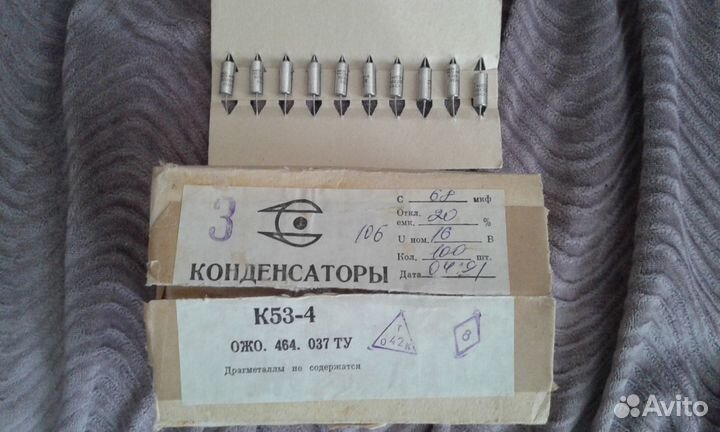 З
106
С 68 мкф
Откл. емк. 20 %
U ном. 16 В
Кол. 100 шт.
Дата 04 91
КОНДЕНСАТОРЫ
К53-4
ОЖО. 464. 037 ТУ
Драгметаллы не содержатся
Г
042
8
Avito